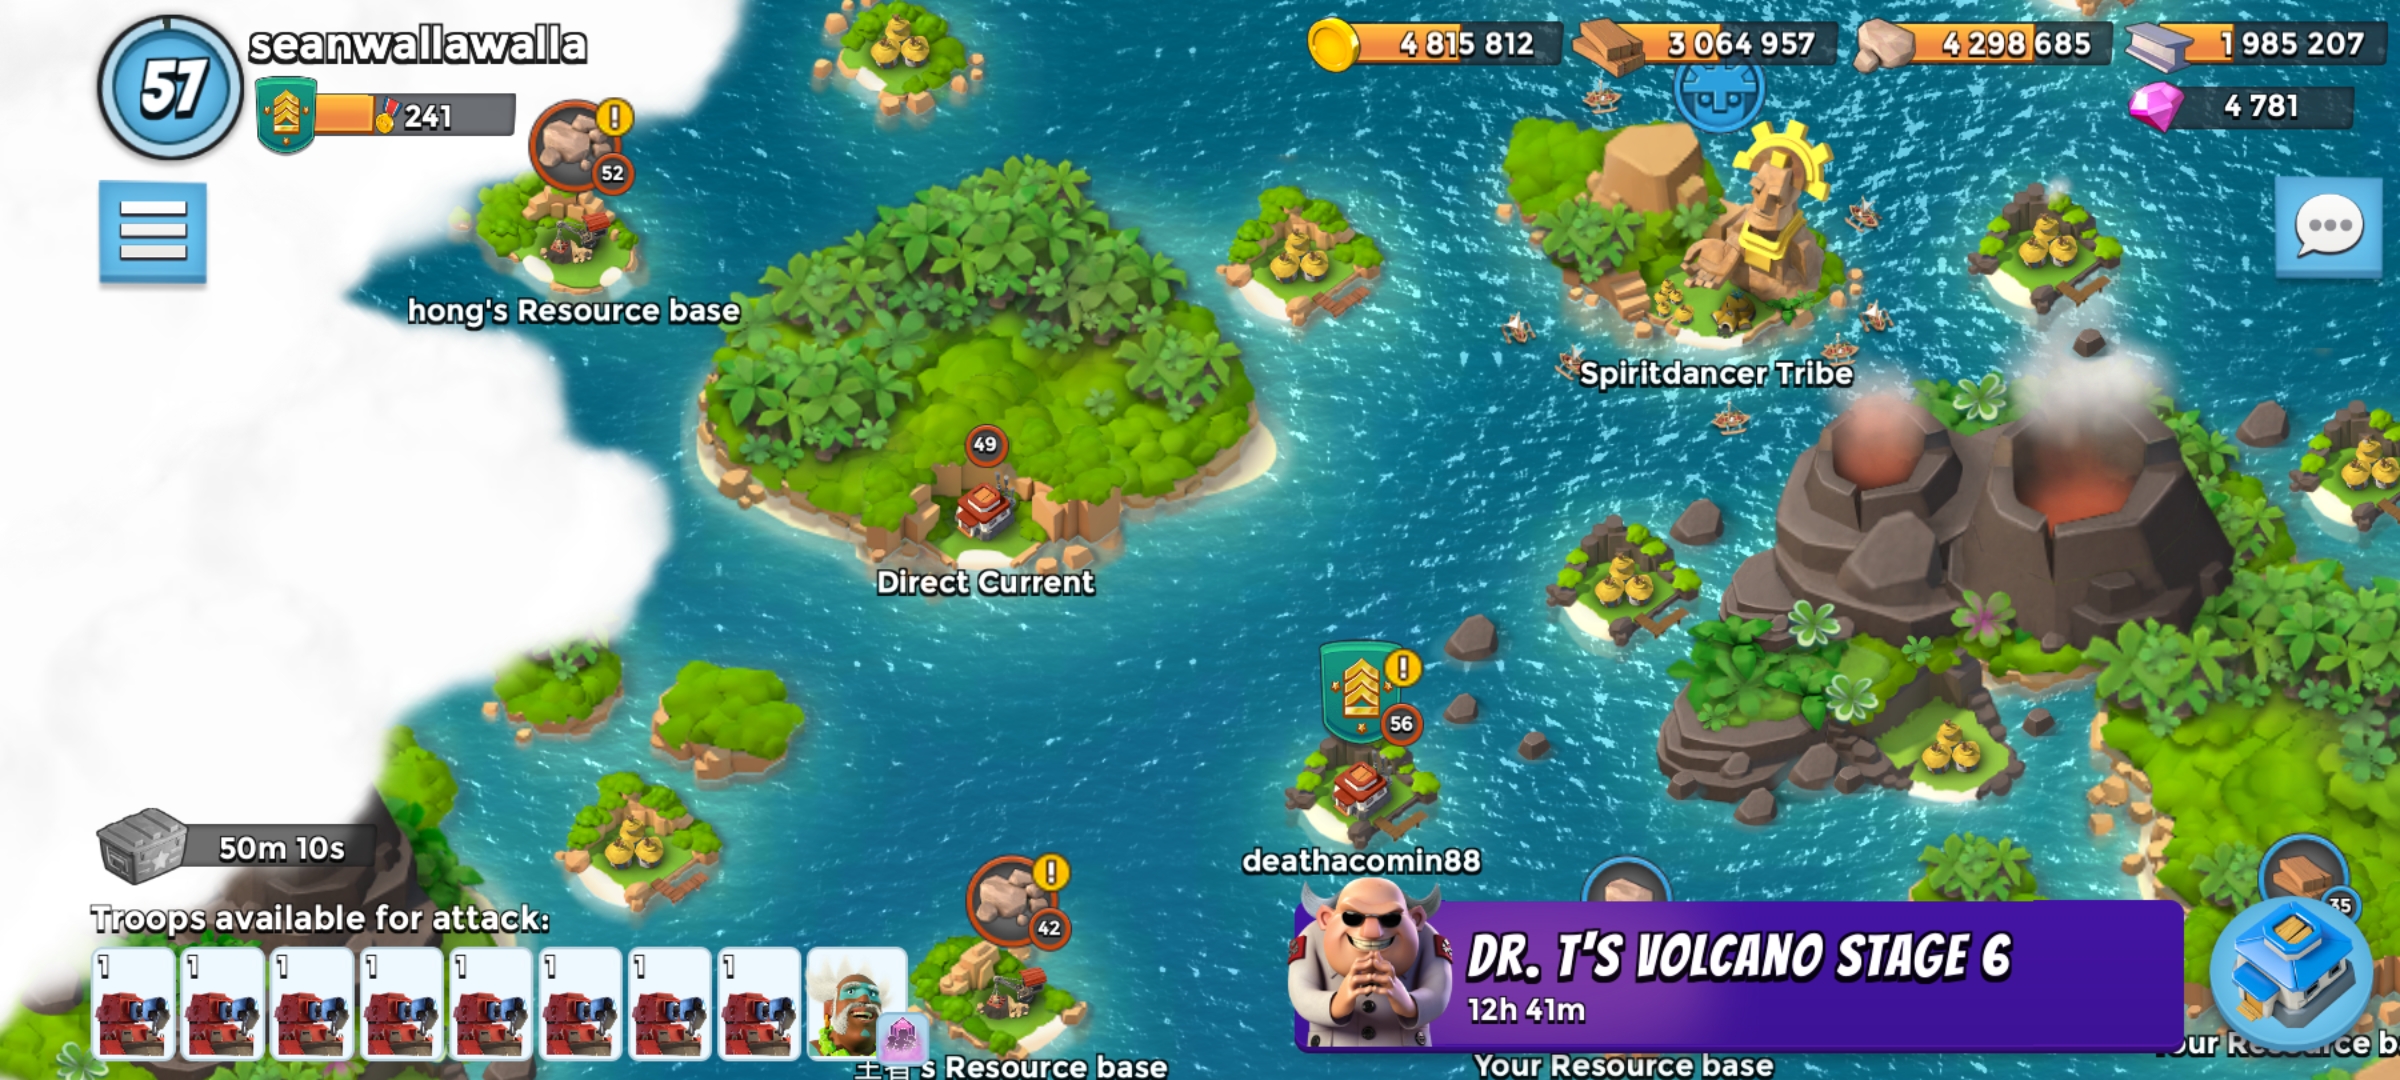 57
seanwallawalla
241
4 815 812
3 064 957
4 298 685
1 985 207
4 781
!
52
hong's Resource base
Spiritdancer Tribe
49
Direct Current
!
56
deathacomin88
50m 10s
Troops available for attack:
1 1 1 1 1 1 1 1
!
42
王者's Resource base
DR. T'S VOLCANO STAGE 6
12h 41m
Your Resource base
35